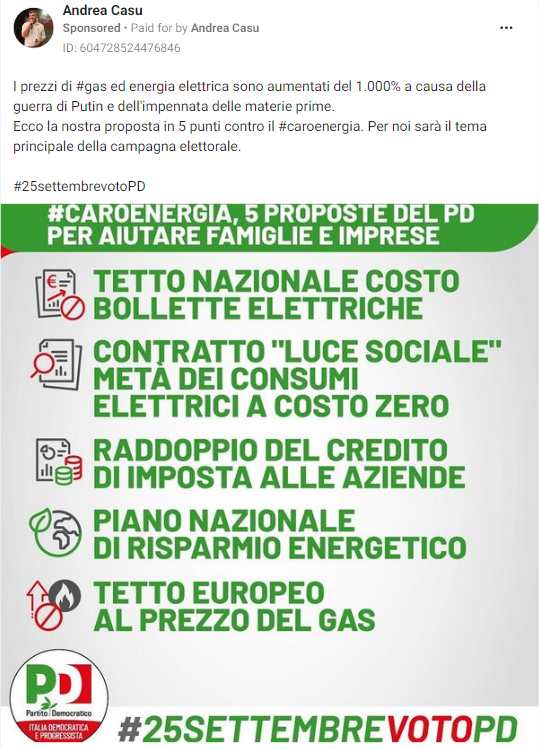 Andrea Casu
Sponsored • Paid for by Andrea Casu
ID: 604728524476846
I prezzi di #gas ed energia elettrica sono aumentati del 1.000% a causa della
guerra di Putin e dell'impennata delle materie prime.
Ecco la nostra proposta in 5 punti contro il #caroenergia. Per noi sarà il tema
principale della campagna elettorale.
#25settembrevotoPD
#CAROENERGIA, 5 PROPOSTE DEL PD
PER AIUTARE FAMIGLIE E IMPRESE
TETTO NAZIONALE COSTO
BOLLETTE ELETTRICHE
CONTRATTO "LUCE SOCIALE"
METÀ DEI CONSUMI
ELETTRICI A COSTO ZERO
RADDOPPIO DEL CREDITO
DI IMPOSTA ALLE AZIENDE
PIANO NAZIONALE
DI RISPARMIO ENERGETICO
TETTO EUROPEO
AL PREZZO DEL GAS
PD
Partito Democratico
ITALIA DEMOCRATICA
E PROGRESSISTA
#25SETTEMBREVOTOPD